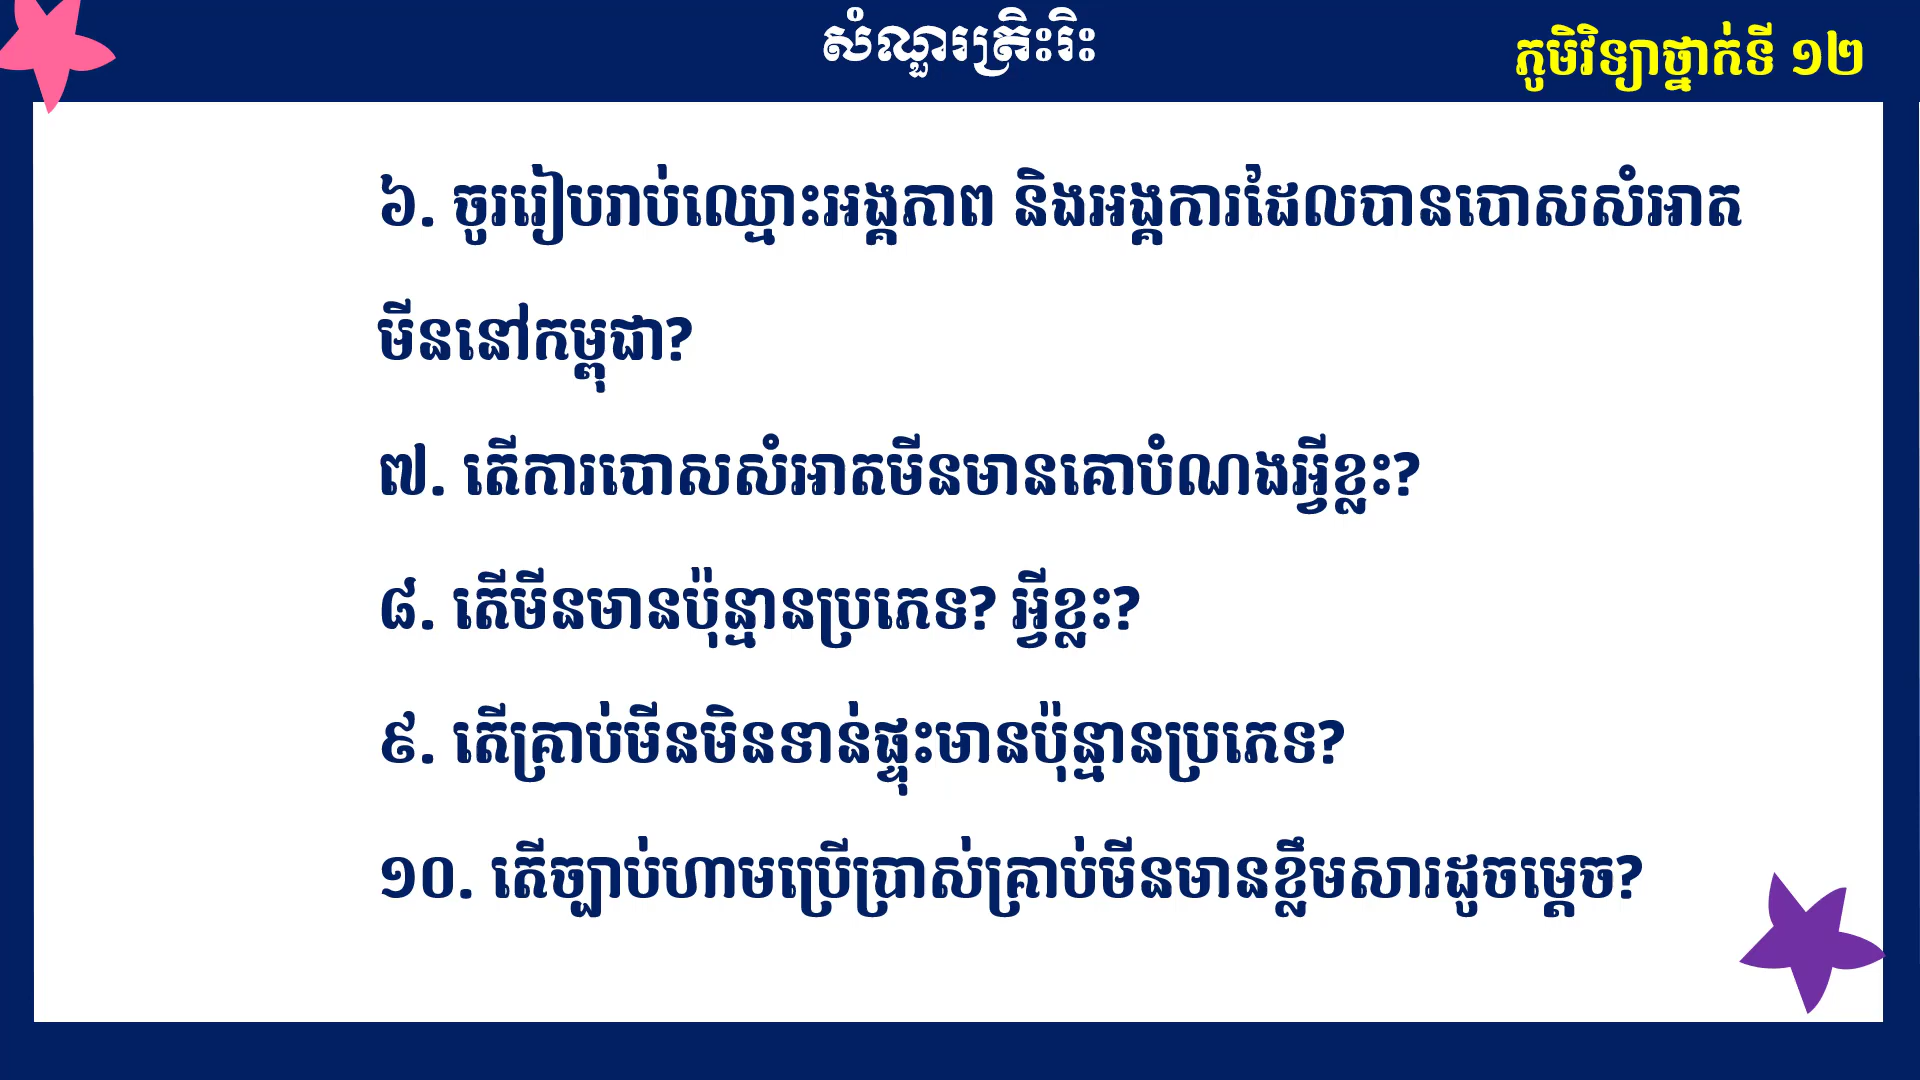 សំណួរត្រិះរិះ
ភូមិវិទ្យាថ្នាក់ទី ១២
៦. ចូររៀបរាប់ឈ្មោះអង្គភាព និងអង្គការដែលបានបោសសំអាត
មីននៅកម្ពុជា?
៧. តើការបោសសំអាតមីនមានគោបំណងអ្វីខ្លះ?
៨. តើមីនមានប៉ុន្មានប្រភេទ? អ្វីខ្លះ?
៩. តើគ្រាប់មីនមិនទាន់ផ្ទុះមានប៉ុន្មានប្រភេទ?
១០. តើច្បាប់ហាមប្រើប្រាស់គ្រាប់មីនមានខ្លឹមសារដូចម្ដេច?